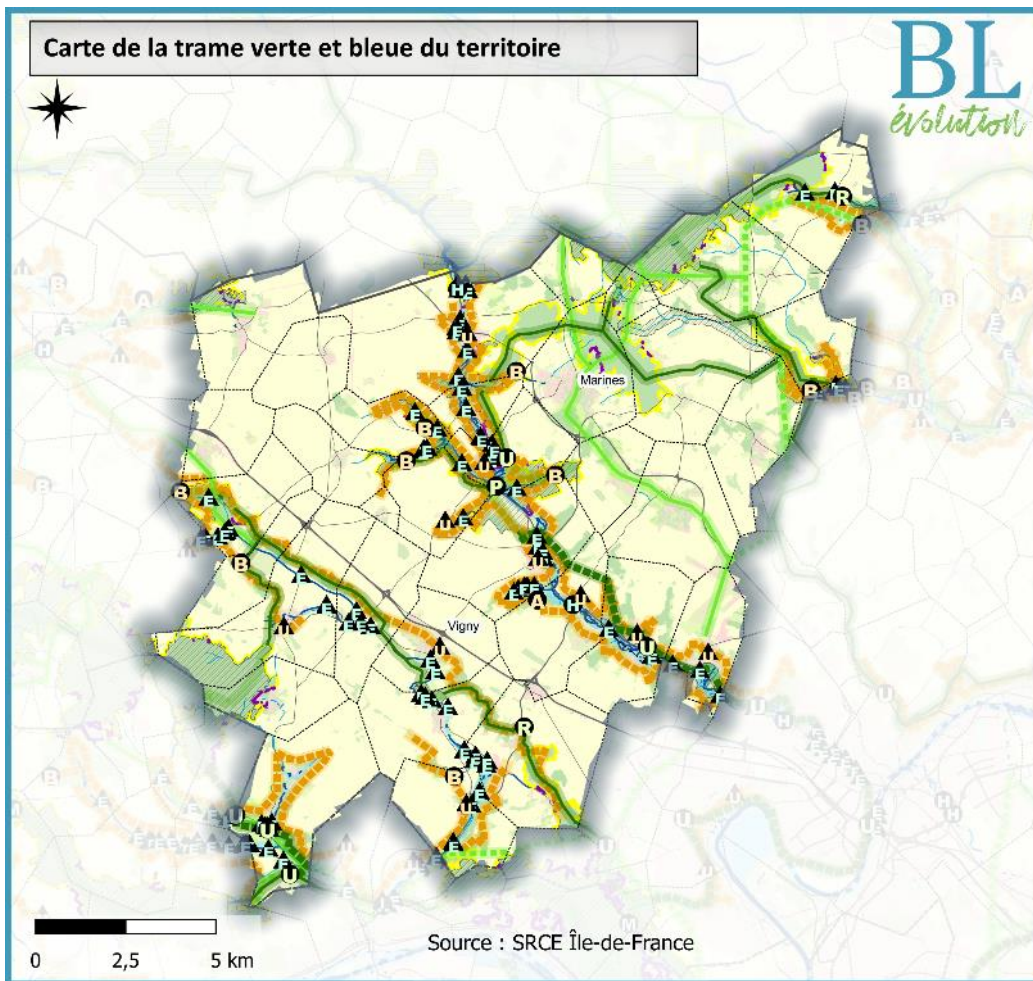 Carte de la trame verte et bleue du territoire
BL
évolution
Marines
Vigny
0 2,5 5 km
Source : SRCE Île-de-France